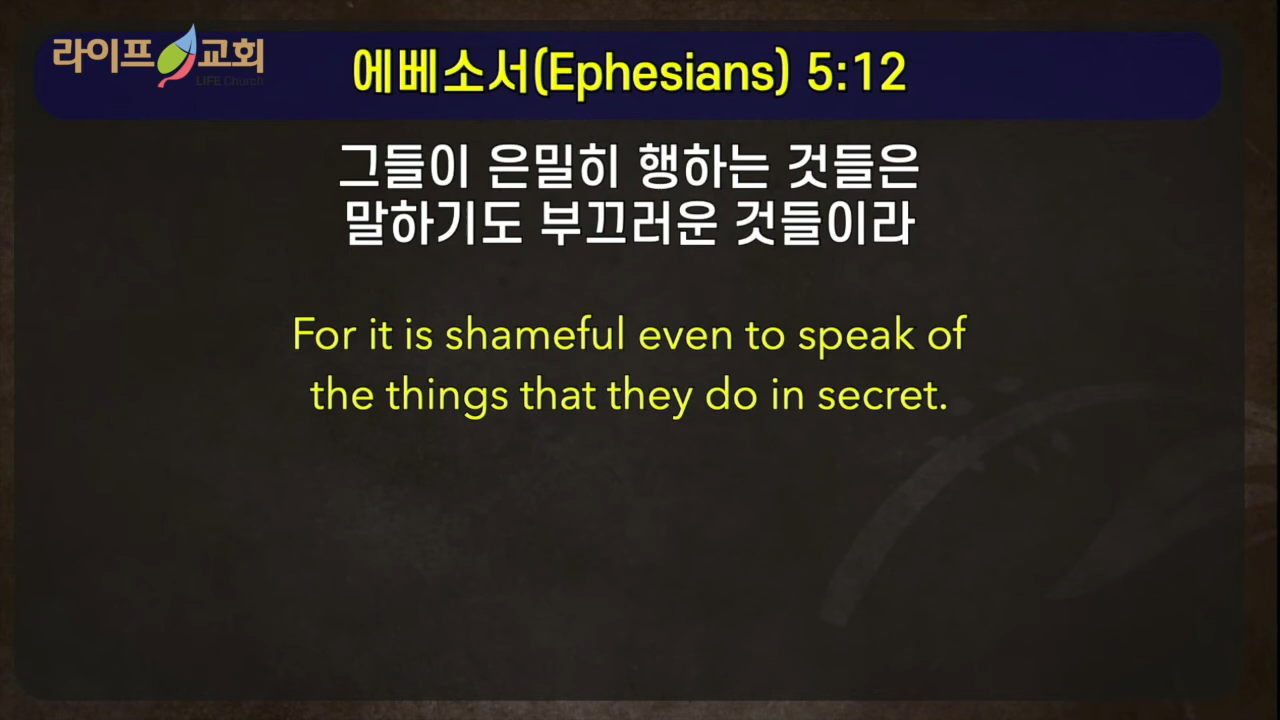 라이프 교회
LIFE Church
에베소서(Ephesians) 5:12
그들이 은밀히 행하는 것들은
말하기도 부끄러운 것들이라
For it is shameful even to speak of
the things that they do in secret.